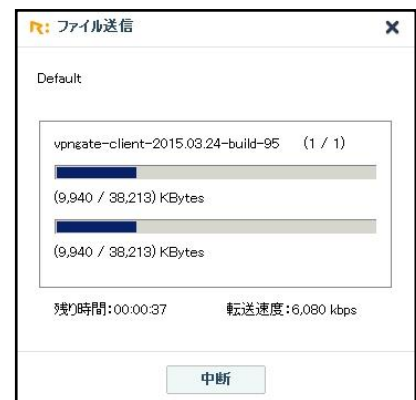 R: ファイル送信
Default
vpngate-client-2015.03.24-build-95 (1 / 1)
(9,940 / 38,213) KBytes
(9,940 / 38,213) KBytes
残り時間:00:00:37 転送速度:6,080 kbps
中断